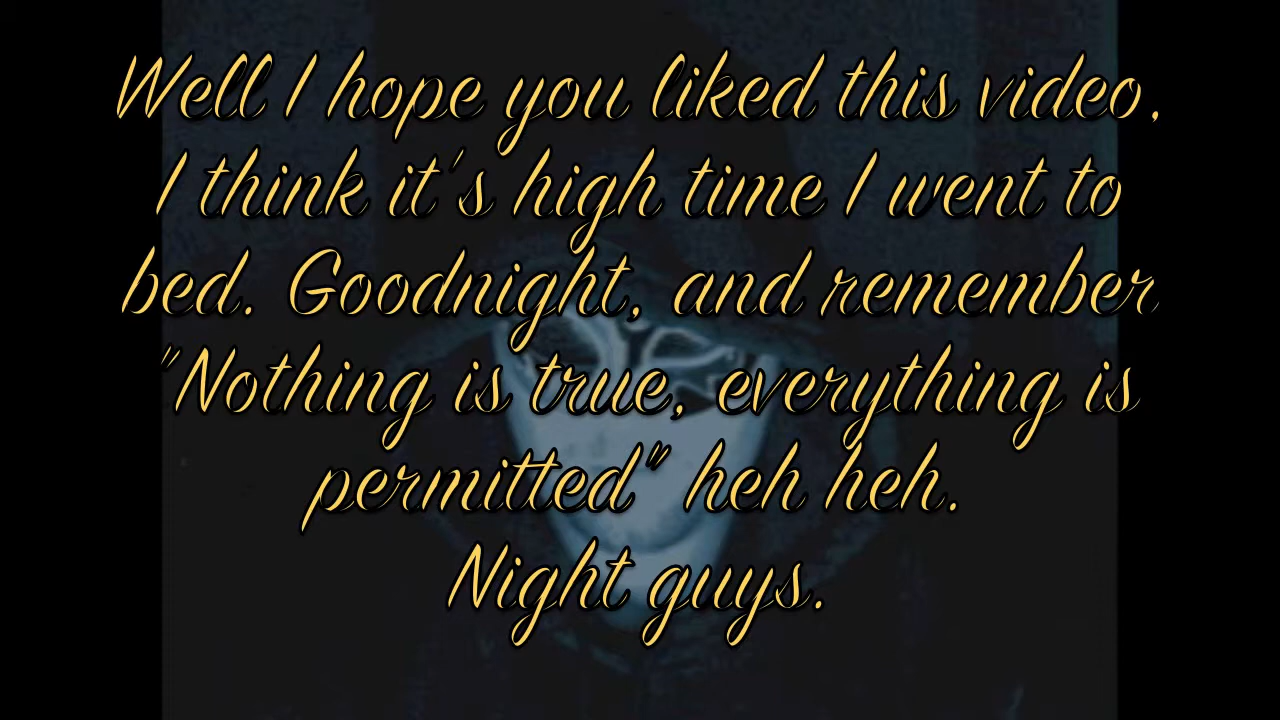 Well I hope you liked this video,
I think it's high time I went to
bed. Goodnight, and remember
"Nothing is true, everything is
permitted" heh heh.
Night guys.